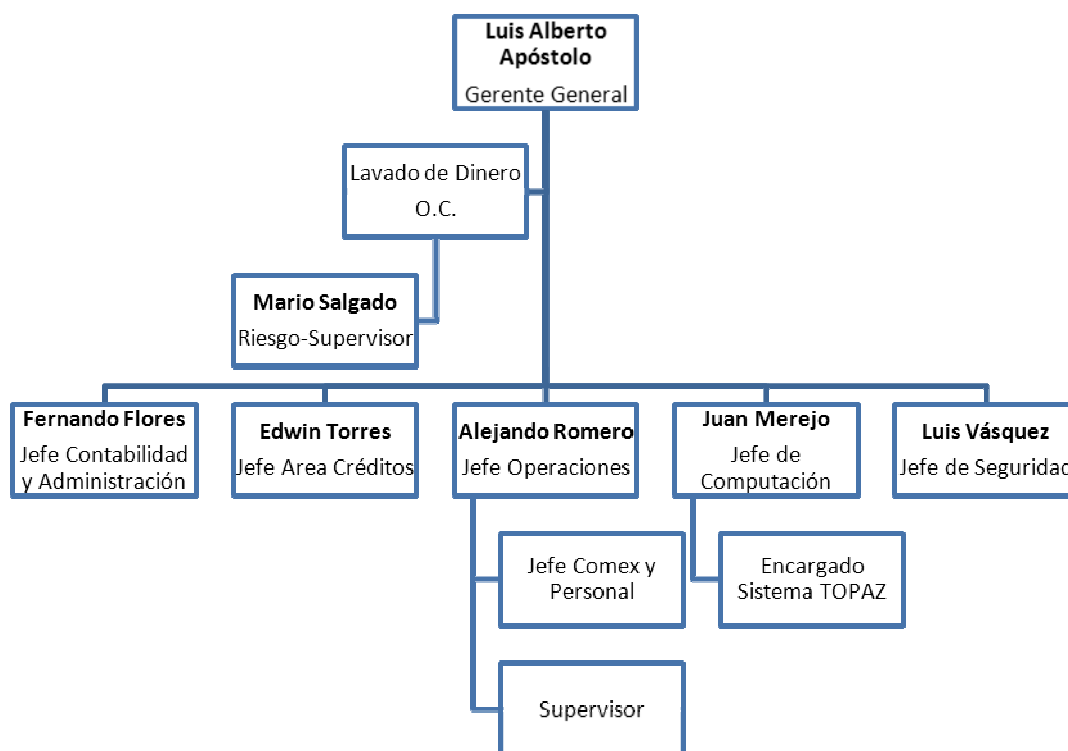 Luis Alberto
Apóstolo
Gerente General
Lavado de Dinero
O.C.
Mario Salgado
Riesgo-Supervisor
Fernando Flores
Jefe Contabilidad
y Administración
Edwin Torres
Jefe Area Créditos
Alejando Romero
Jefe Operaciones
Juan Merejo
Jefe de
Computación
Luis Vásquez
Jefe de Seguridad
Jefe Comex y
Personal
Encargado
Sistema TOPAZ
Supervisor